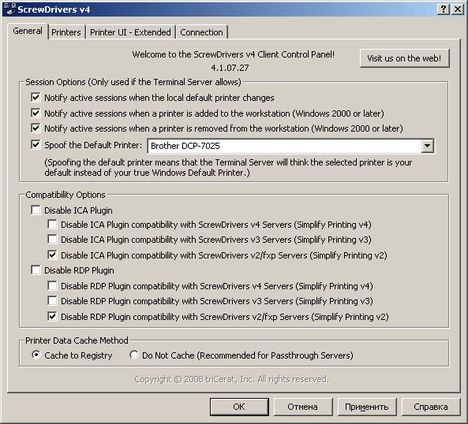 ScrewDrivers v4
General
Printers
Printer UI - Extended
Connection
Welcome to the ScrewDrivers v4 Client Control Panel!
4.1.07.27
Visit us on the web!
Session Options (Only used if the Terminal Server allows)
Notify active sessions when the local default printer changes
Notify active sessions when a printer is added to the workstation (Windows 2000 or later)
Notify active sessions when a printer is removed from the workstation (Windows 2000 or later)
Spoof the Default Printer: Brother DCP-7025
(Spoofing the default printer means that the Terminal Server will think the selected printer is your
default instead of your true Windows Default Printer.)
Compatibility Options
Disable ICA Plugin
Disable ICA Plugin compatibility with ScrewDrivers v4 Servers (Simplify Printing v4)
Disable ICA Plugin compatibility with ScrewDrivers v3 Servers (Simplify Printing v3)
Disable ICA Plugin compatibility with ScrewDrivers v2/fxp Servers (Simplify Printing v2)
Disable RDP Plugin
Disable RDP Plugin compatibility with ScrewDrivers v4 Servers (Simplify Printing v4)
Disable RDP Plugin compatibility with ScrewDrivers v3 Servers (Simplify Printing v3)
Disable RDP Plugin compatibility with ScrewDrivers v2/fxp Servers (Simplify Printing v2)
Printer Data Cache Method
Cache to Registry
Do Not Cache (Recommended for Passthrough Servers)
Copyright © 2008 triCerat, Inc. All rights reserved.
OK
Отмена
Применить
Справка